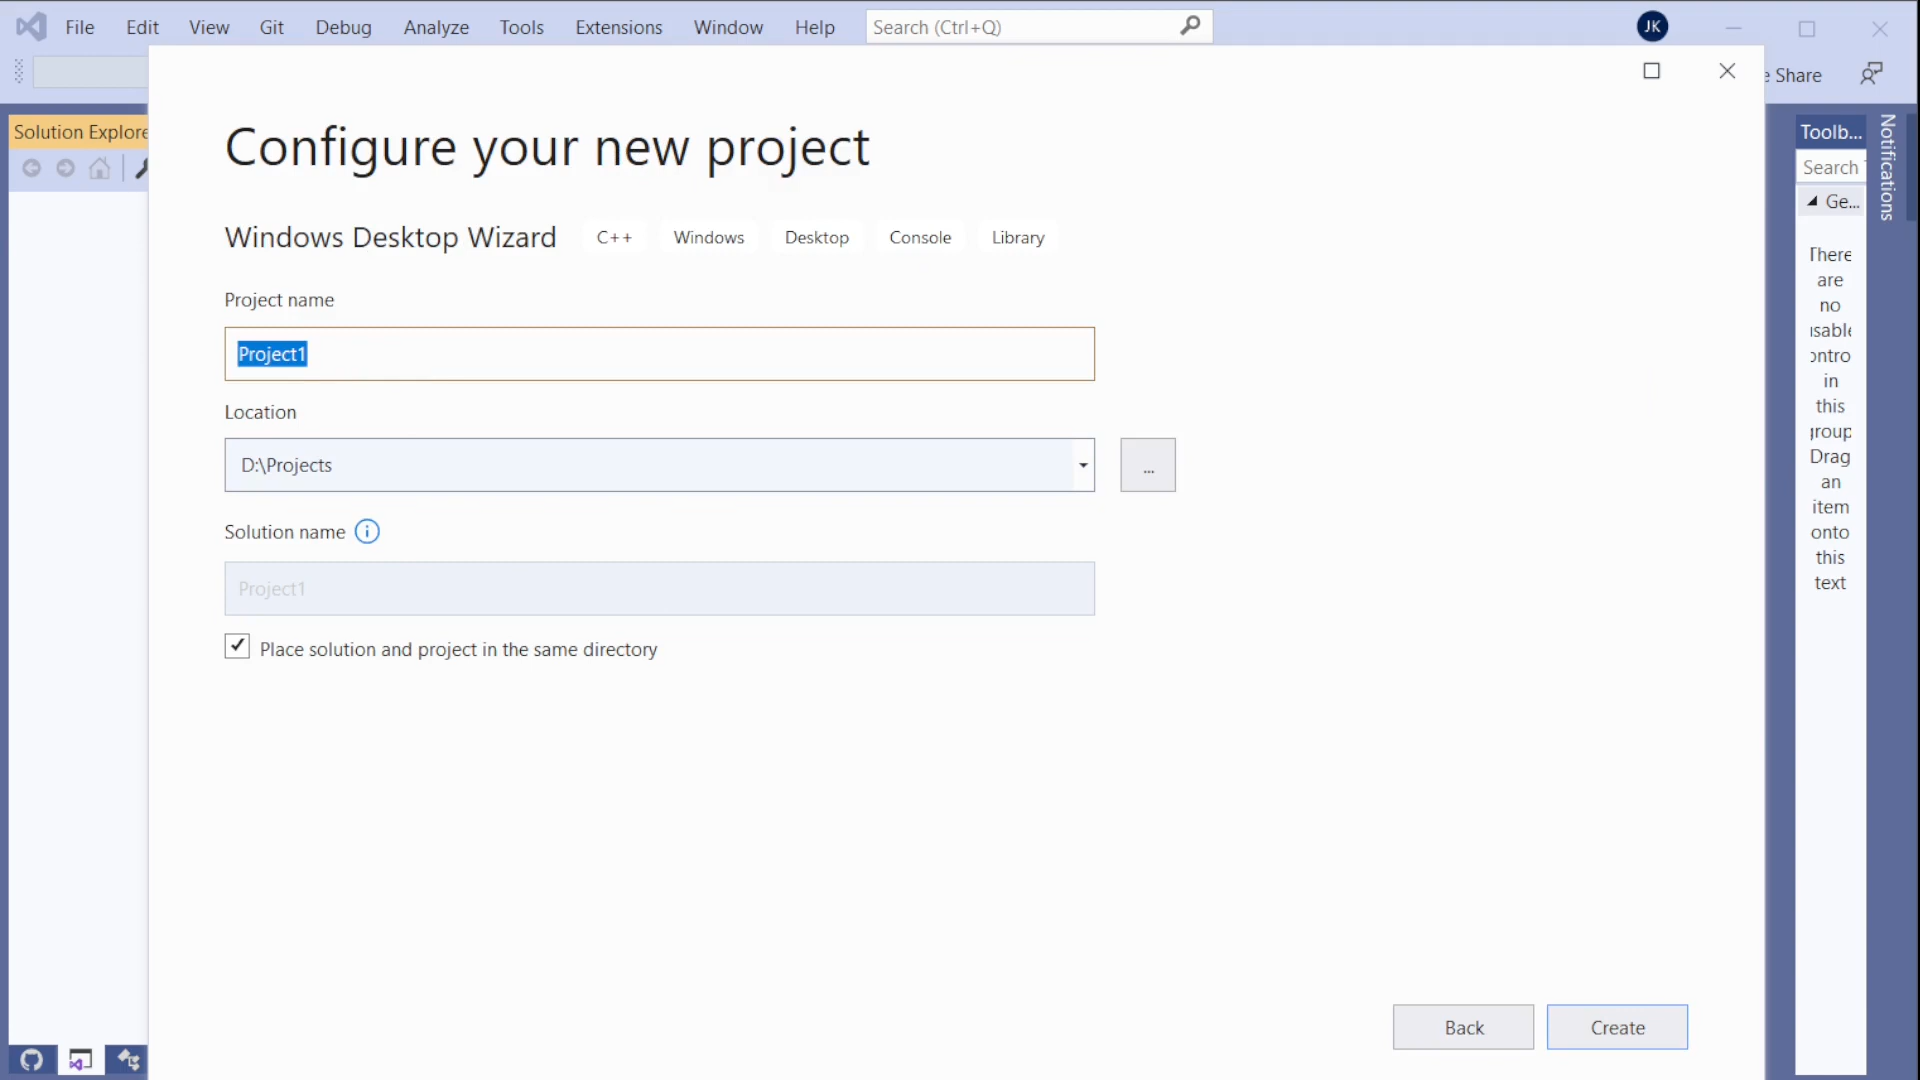 File Edit View Git Debug Analyze Tools Extensions Window Help Search (Ctrl+Q) JK
Share
Solution Explore
Configure your new project
Windows Desktop Wizard C++ Windows Desktop Console Library
Project name
Project1
Location
D:\Projects
...
Solution name
Project1
Place solution and project in the same directory
Back Create
Toolb...
Search
Ge...
There
are
no
in
this
group
Drag
an
item
onto
this
text
Notifications